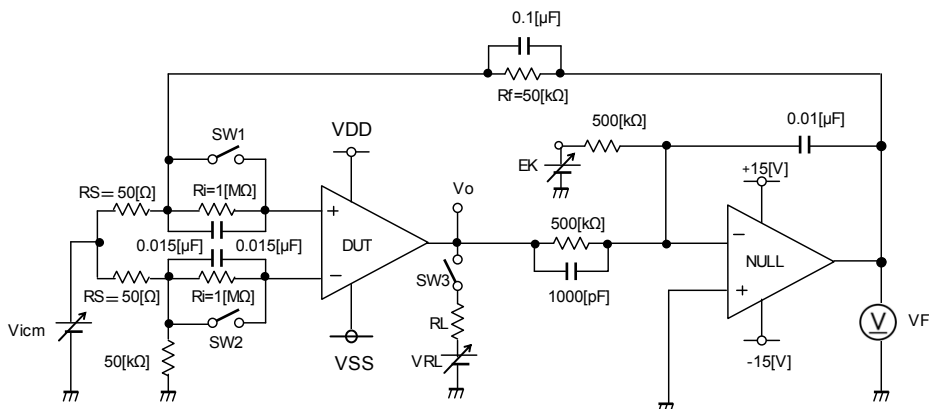 0.1[μF]
Rf=50[kΩ]
0.01[μF]
500[kΩ]
SW1
VDD
EK
+15[V]
RS=50[Ω]
Ri=1[MΩ]
Vo
0.015[μF]
0.015[μF]
DUT
500[kΩ]
NULL
RS=50[Ω]
Ri=1[MΩ]
SW3
1000[pF]
Vicm
SW2
RL
V
VF
50[kΩ]
VSS
VRL
-15[V]
+
−
−
+